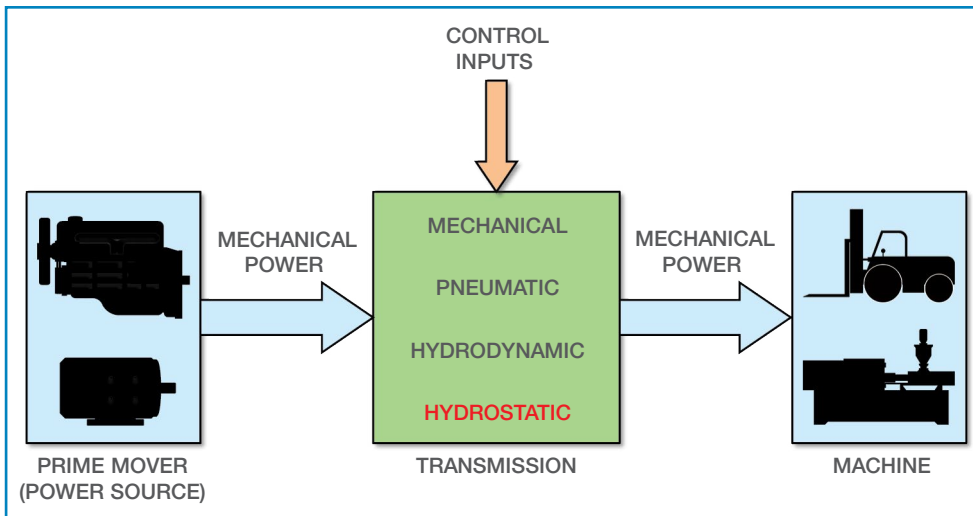 CONTROL
INPUTS
MECHANICAL
POWER
MECHANICAL
PNEUMATIC
HYDRODYNAMIC
HYDROSTATIC
MECHANICAL
POWER
PRIME MOVER
(POWER SOURCE)
TRANSMISSION
MACHINE